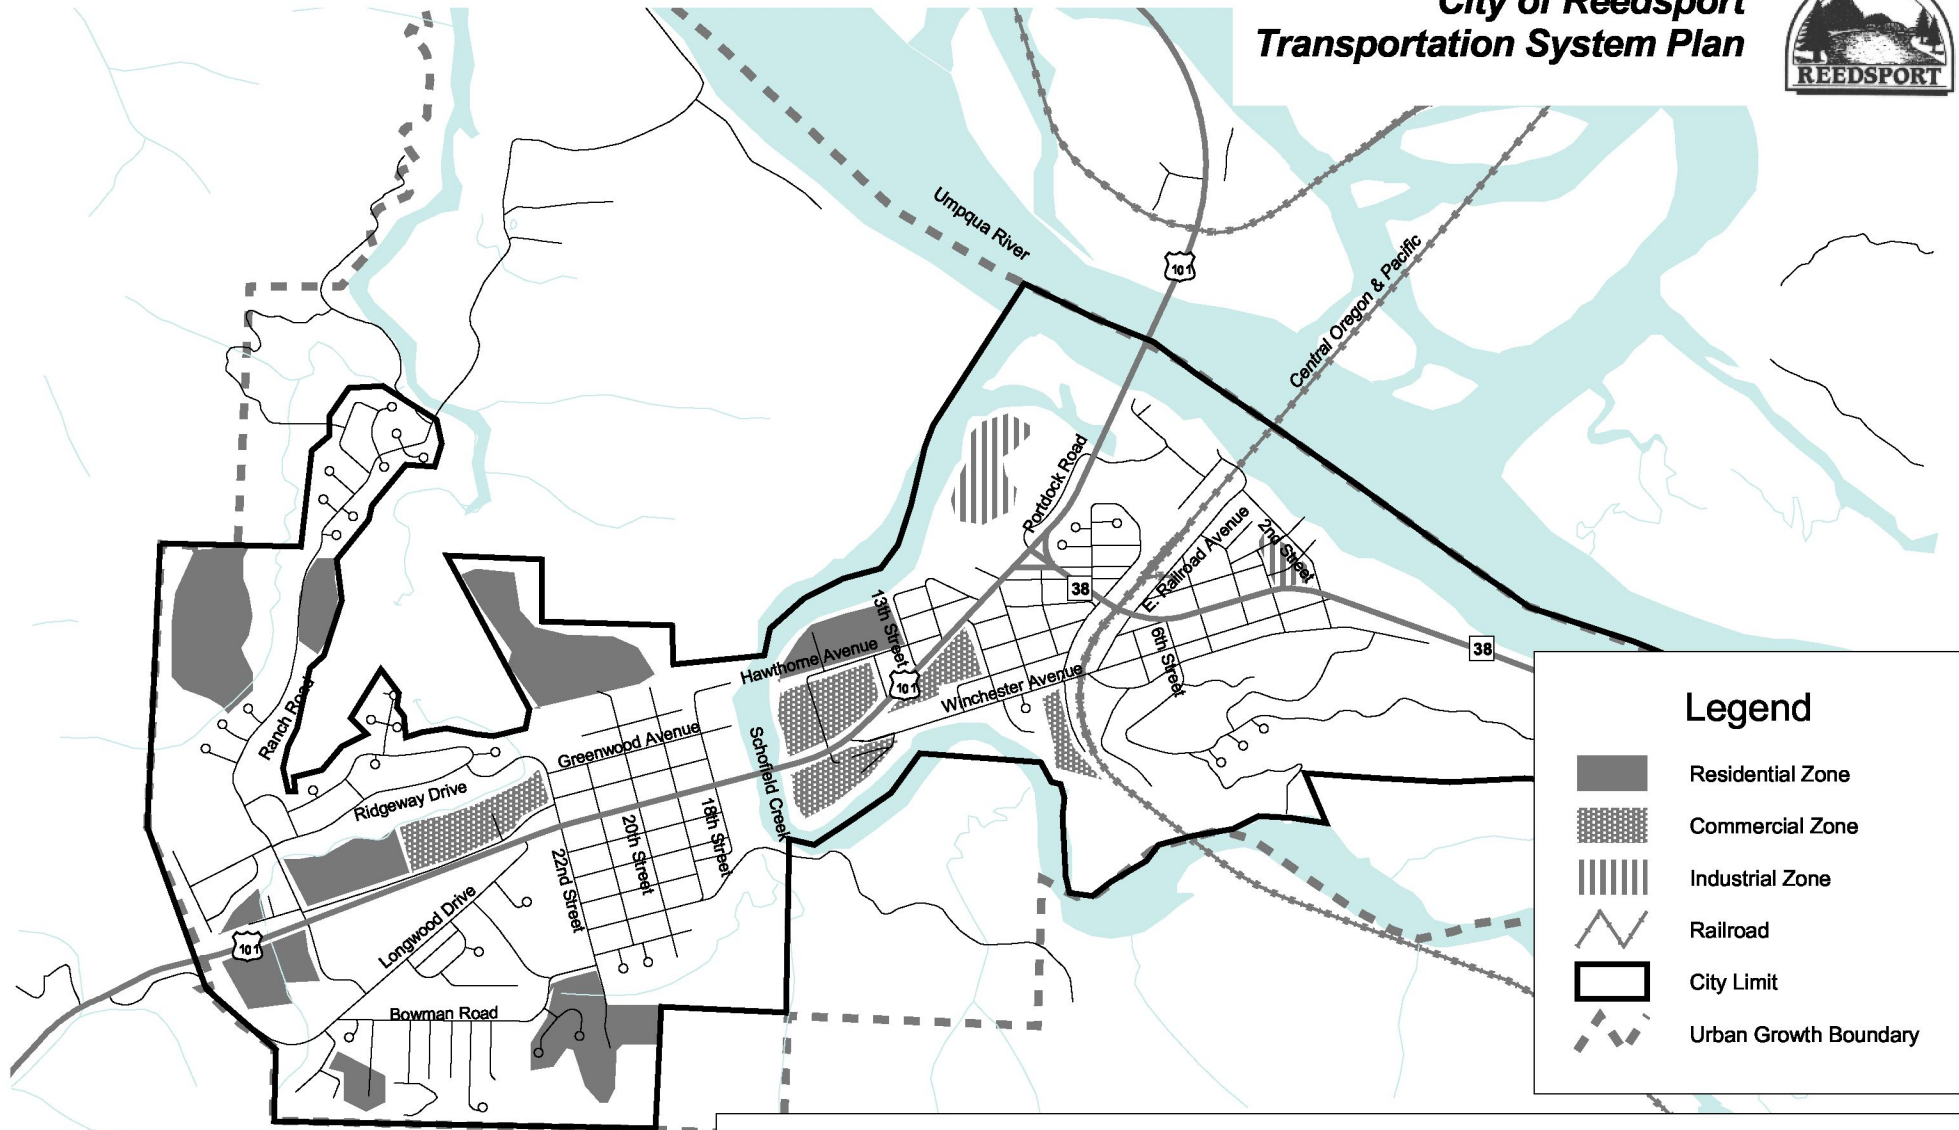 City of Reedsport
Transportation System Plan
REEDSPORT
Umpqua River
101
Central Oregon & Pacific
Portdock Road
38
E. Railroad Avenue
2nd Street
13th Street
Hawthorne Avenue
101
Winchester Avenue
6th Street
38
Ranch Road
Greenwood Avenue
Schofield Creek
Ridgeway Drive
18th Street
20th Street
22nd Street
Longwood Drive
101
Bowman Road
Legend
Residential Zone
Commercial Zone
Industrial Zone
Railroad
City Limit
Urban Growth Boundary